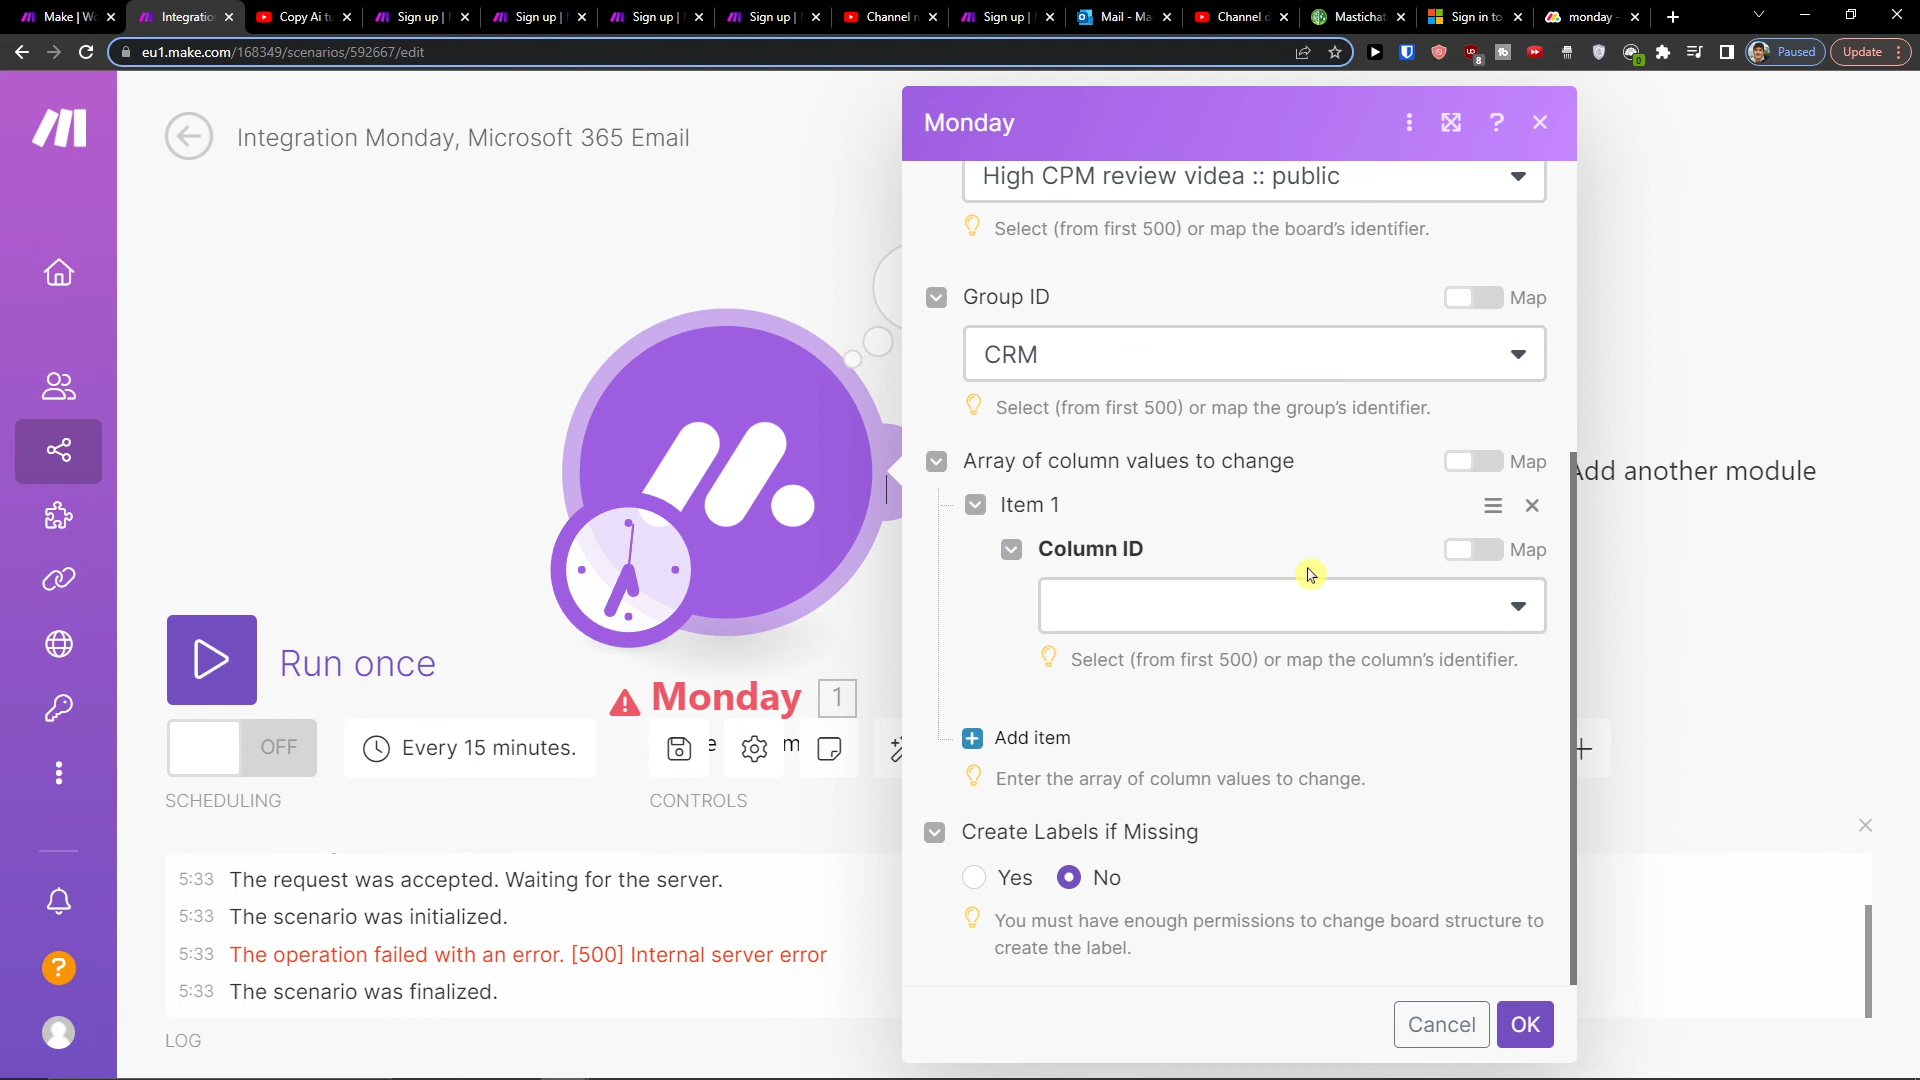 Make | Wo
Integratio
Copy Ai tu
Sign up |
Sign up |
Sign up |
Sign up |
Channel
Sign up |
Mail - Ma
Channel d
Mastichat
Sign in to
monday
eu1.make.com/168349/scenarios/592667/edit
Paused
Update
Integration Monday, Microsoft 365 Email
Monday
High CPM review videa :: public
Select (from first 500) or map the board's identifier.
Group ID
Map
CRM
Select (from first 500) or map the group's identifier.
Array of column values to change
Map
Add another module
Item 1
Column ID
Map
Select (from first 500) or map the column's identifier.
Run once
Monday 1
Add item
OFF
Every 15 minutes.
Enter the array of column values to change.
SCHEDULING
CONTROLS
Create Labels if Missing
Yes
No
You must have enough permissions to change board structure to
create the label.
5:33 The request was accepted. Waiting for the server.
5:33 The scenario was initialized.
5:33 The operation failed with an error. [500] Internal server error
5:33 The scenario was finalized.
Cancel
OK
LOG